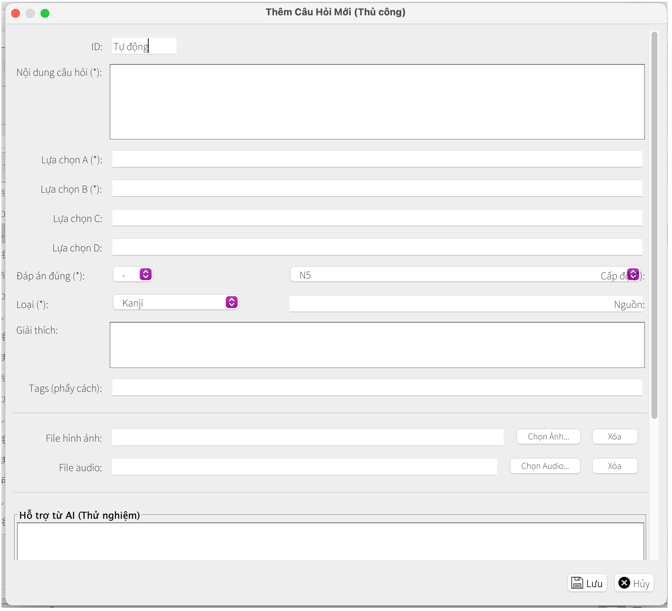 Thêm Câu Hỏi Mới (Thủ công)
ID: Tự động
Nội dung câu hỏi (*):
Lựa chọn A (*):
Lựa chọn B (*):
Lựa chọn C:
Lựa chọn D:
Đáp án đúng (*): - N5 Cấp
Loại (*): Kanji Nguồn:
Giải thích:
Tags (phẩy cách):
File hình ảnh: Chọn Ảnh... Xóa
File audio: Chọn Audio... Xóa
Hỗ trợ từ AI (Thử nghiệm)
Lưu Hủy